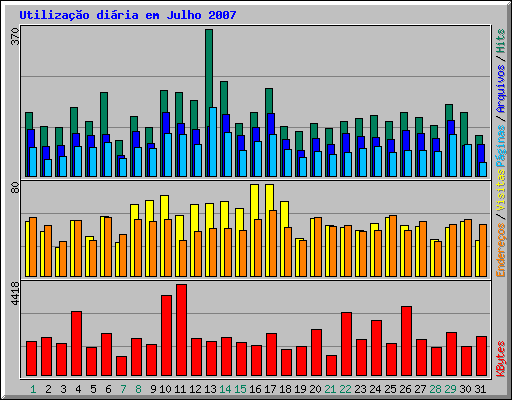 Utilização diária em Julho 2007
370
80
4418
Endereços / Visitas Páginas / Arquivos / Hits
KBytes
1 2 3 4 5 6 7 8 9 10 11 12 13 14 15 16 17 18 19 20 21 22 23 24 25 26 27 28 29 30 31